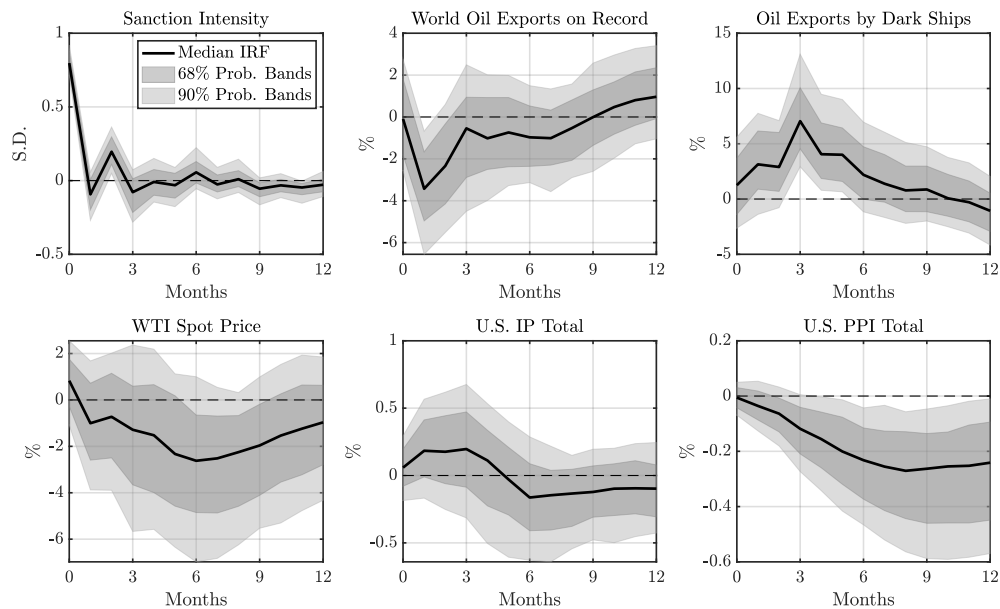 Sanction Intensity
1
0.5
0
-0.5
S.D.
Median IRF
68% Prob. Bands
90% Prob. Bands
0 3 6 9 12
Months
World Oil Exports on Record
4
2
0
-2
-4
-6
%
0 3 6 9 12
Months
Oil Exports by Dark Ships
15
10
5
0
-5
%
0 3 6 9 12
Months
WTI Spot Price
2
0
-2
-4
-6
%
0 3 6 9 12
Months
U.S. IP Total
1
0.5
0
-0.5
%
0 3 6 9 12
Months
U.S. PPI Total
0
-0.2
-0.4
-0.6
%
0 3 6 9 12
Months